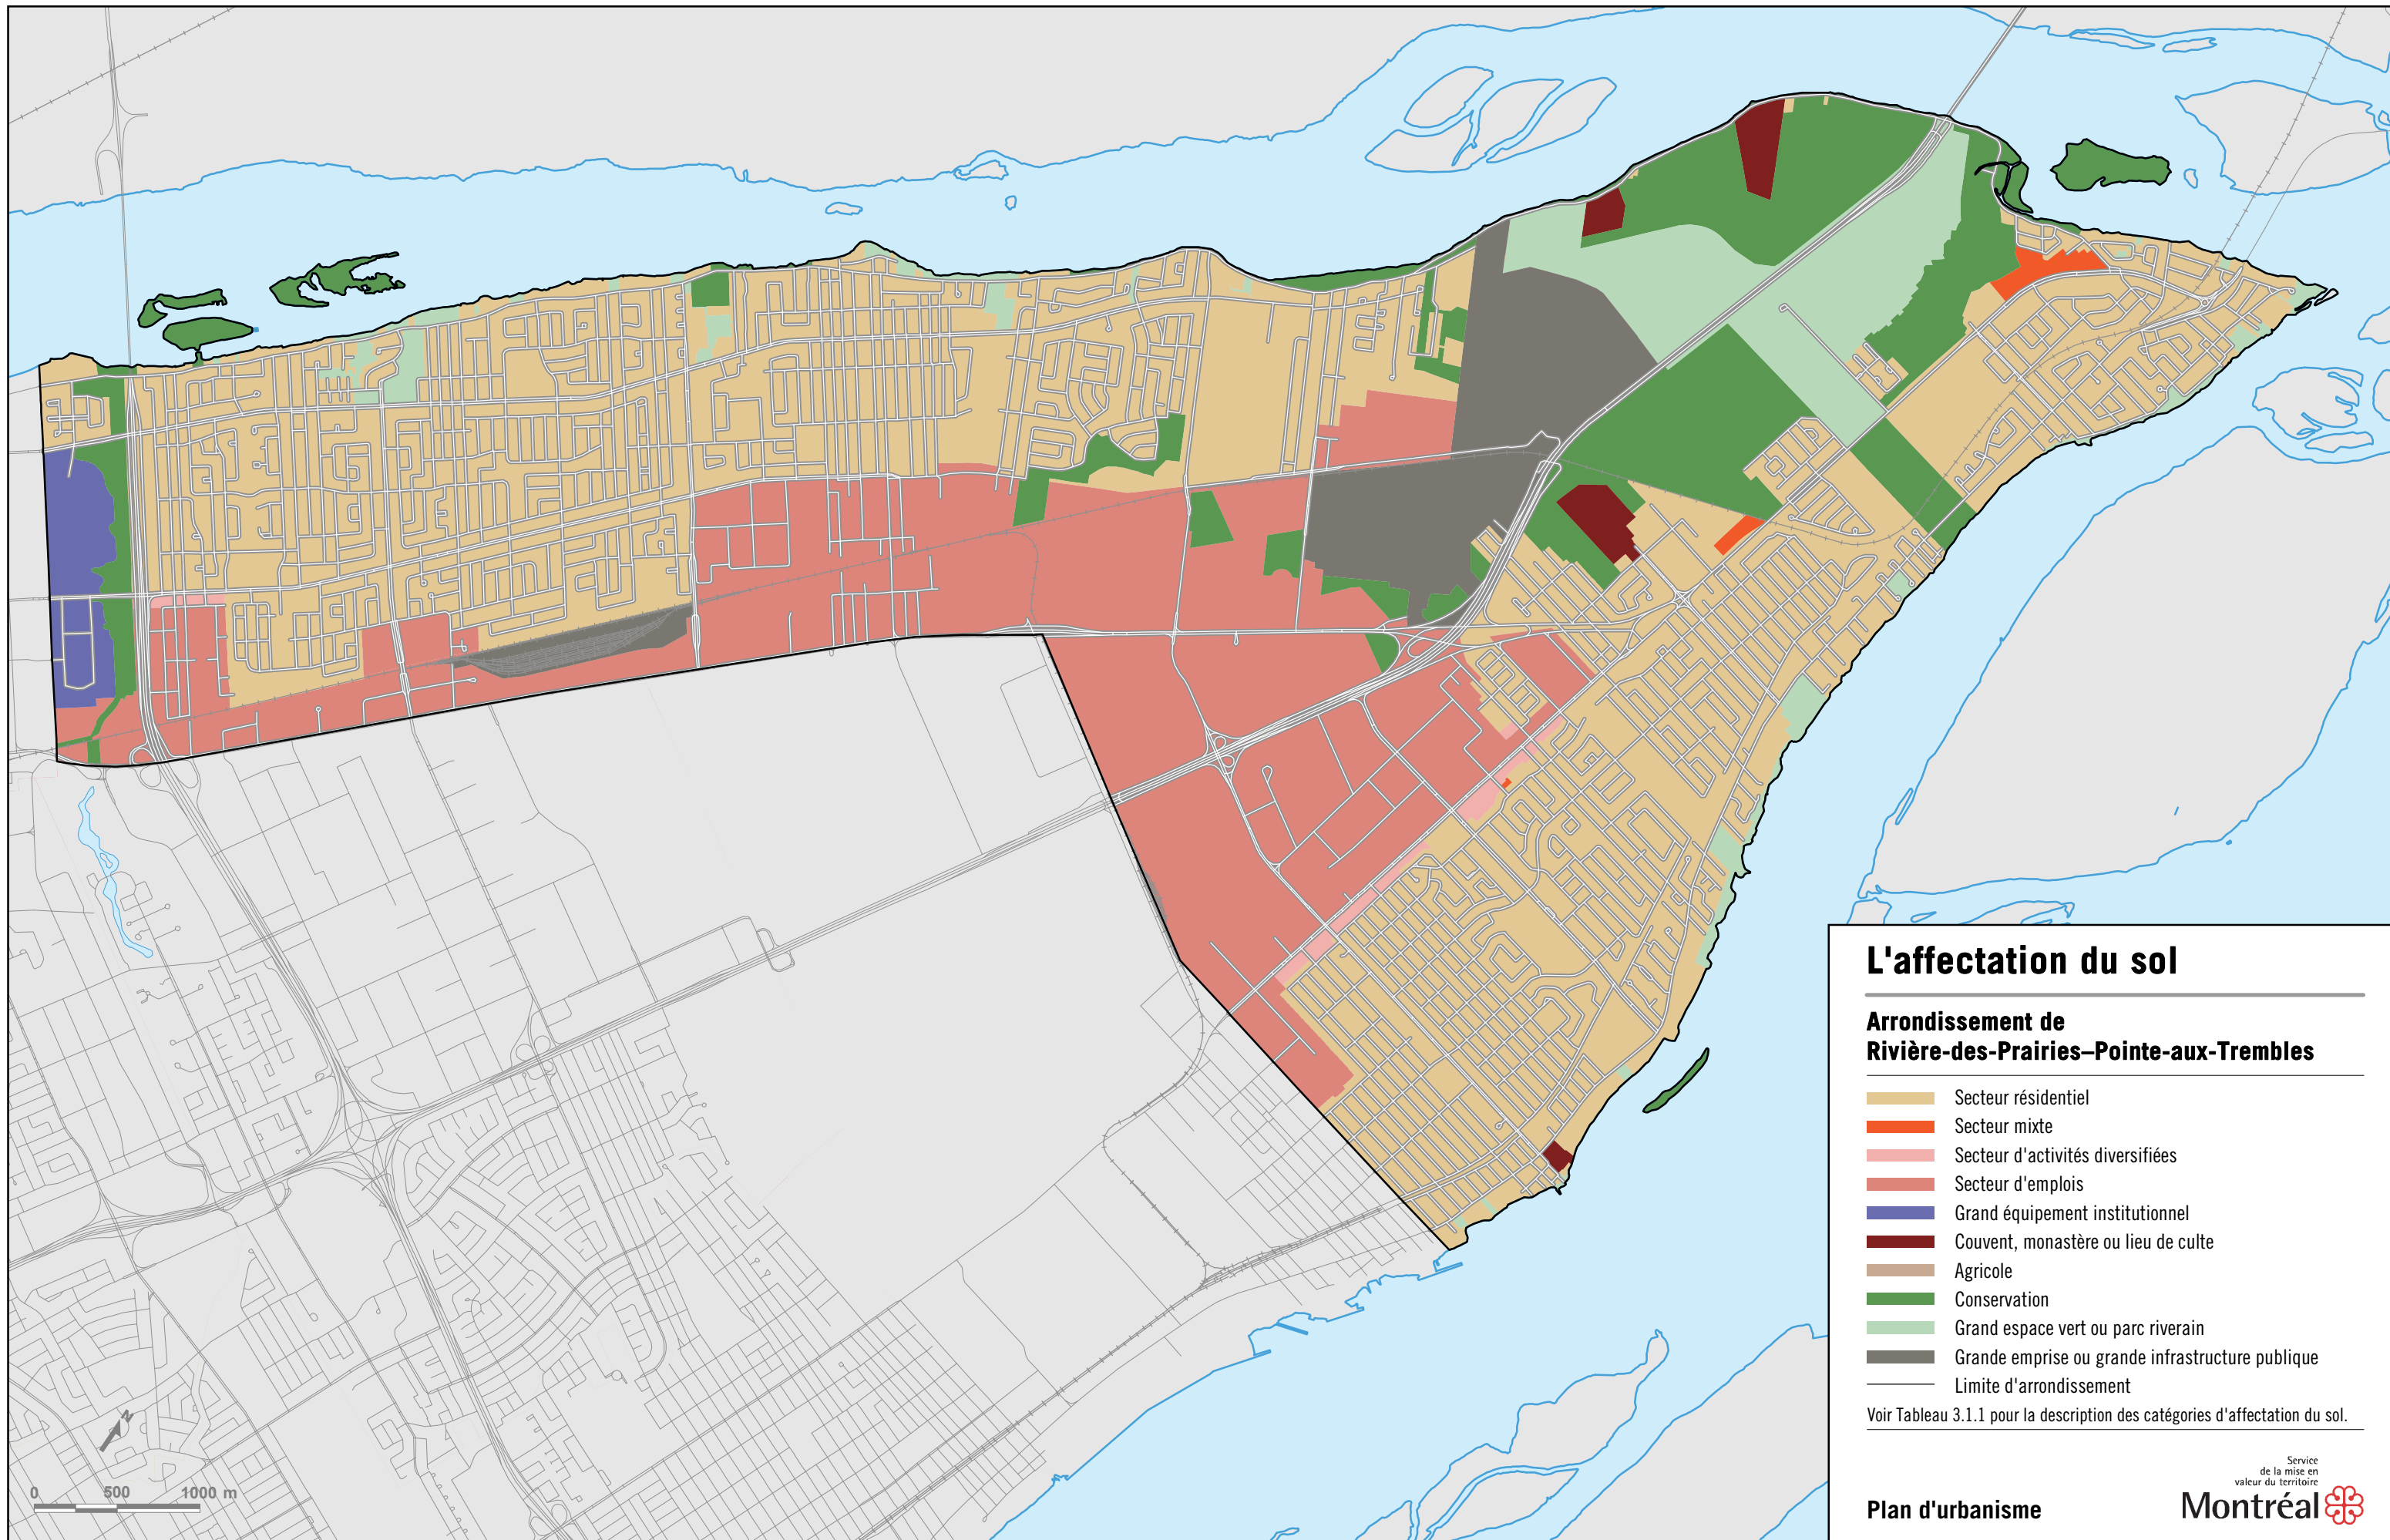 L'affectation du sol
Arrondissement de
Rivière-des-Prairies–Pointe-aux-Trembles
Secteur résidentiel
Secteur mixte
Secteur d'activités diversifiées
Secteur d'emplois
Grand équipement institutionnel
Couvent, monastère ou lieu de culte
Agricole
Conservation
Grand espace vert ou parc riverain
Grande emprise ou grande infrastructure publique
Limite d'arrondissement
Voir Tableau 3.1.1 pour la description des catégories d'affectation du sol.
Service
de la mise en
valeur du territoire
Plan d'urbanisme
Montréal
N
0 500 1000 m